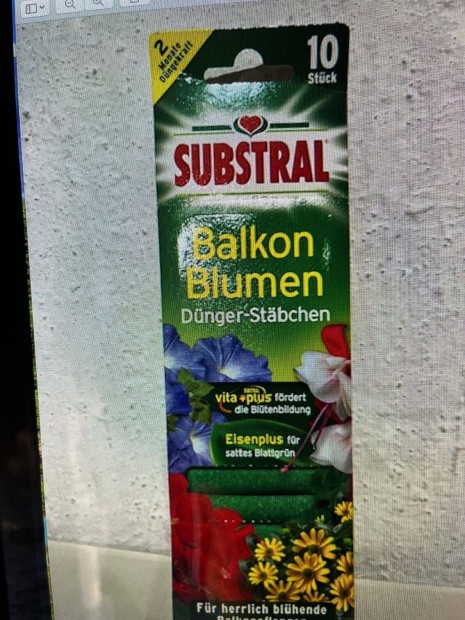 2
Monate
Düngekraft
10
Stück
SUBSTRAL
Balkon
Blumen
Dünger-Stäbchen
vita+plus fördert
die Blütenbildung
Eisenplus für
sattes Blattgrün
Für herrlich blühende
Balkonpflanzen